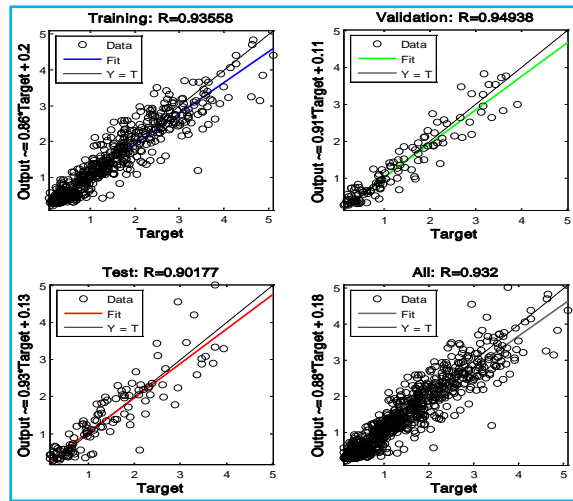 Training: R=0.93558
Output ~= 0.86*Target + 0.2
Data
Fit
Y = T
5
4
3
2
1
1 2 3 4 5
Target
Validation: R=0.94938
Output ~= 0.91*Target + 0.11
Data
Fit
Y = T
5
4
3
2
1
1 2 3 4 5
Target
Test: R=0.90177
Output ~= 0.93*Target + 0.13
Data
Fit
Y = T
5
4
3
2
1
1 2 3 4 5
Target
All: R=0.932
Output ~= 0.88*Target + 0.18
Data
Fit
Y = T
5
4
3
2
1
1 2 3 4 5
Target